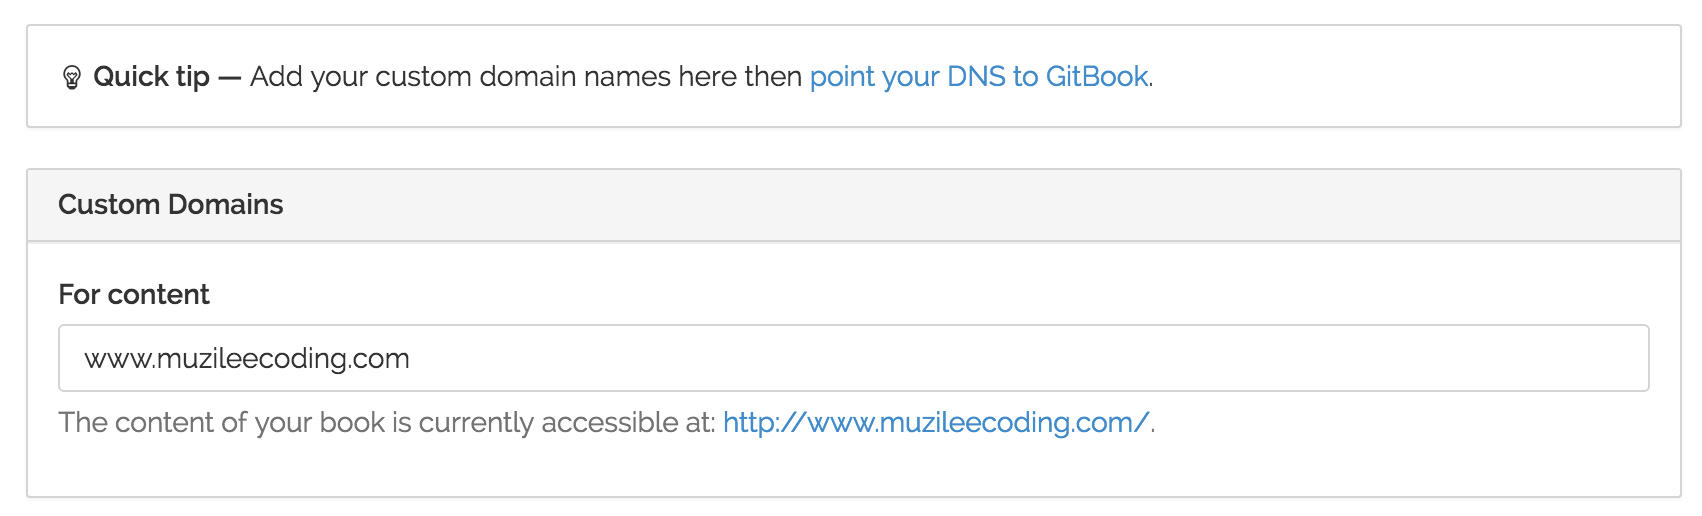 Quick tip — Add your custom domain names here then point your DNS to GitBook.
Custom Domains
For content
www.muzileecoding.com
The content of your book is currently accessible at: http://www.muzileecoding.com/.